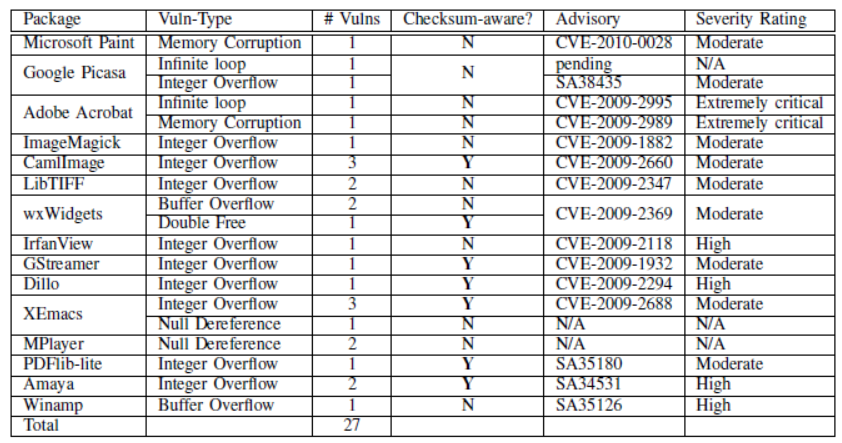 Package Vuln-Type # Vulns Checksum-aware? Advisory Severity Rating
Microsoft Paint Memory Corruption 1 N CVE-2010-0028 Moderate
Google Picasa Infinite loop 1 N pending N/A
Integer Overflow 1 SA38435 Moderate
Adobe Acrobat Infinite loop 1 N CVE-2009-2995 Extremely critical
Memory Corruption 1 N CVE-2009-2989 Extremely critical
ImageMagick Integer Overflow 1 N CVE-2009-1882 Moderate
CamlImage Integer Overflow 3 Y CVE-2009-2660 Moderate
LibTIFF Integer Overflow 2 N CVE-2009-2347 Moderate
wxWidgets Buffer Overflow 2 N CVE-2009-2369 Moderate
Double Free 1 Y
IrfanView Integer Overflow 1 N CVE-2009-2118 High
GStreamer Integer Overflow 1 Y CVE-2009-1932 Moderate
Dillo Integer Overflow 1 Y CVE-2009-2294 High
XEmacs Integer Overflow 3 Y CVE-2009-2688 Moderate
Null Dereference 1 N N/A N/A
MPlayer Null Dereference 2 N N/A N/A
PDFlib-lite Integer Overflow 1 Y SA35180 Moderate
Amaya Integer Overflow 2 Y SA34531 High
Winamp Buffer Overflow 1 N SA35126 High
Total 27